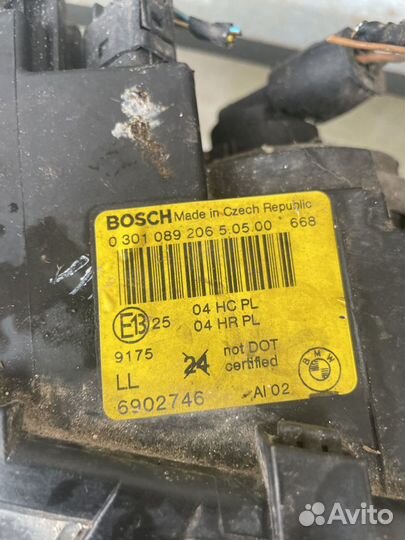 BOSCH Made in Czech Republic
0 301 089 206 5.05.00 668
E13 25
04 HC PL
04 HR PL
9175
24
not DOT
certified
BMW
LL
6902746
AI 02
Avito